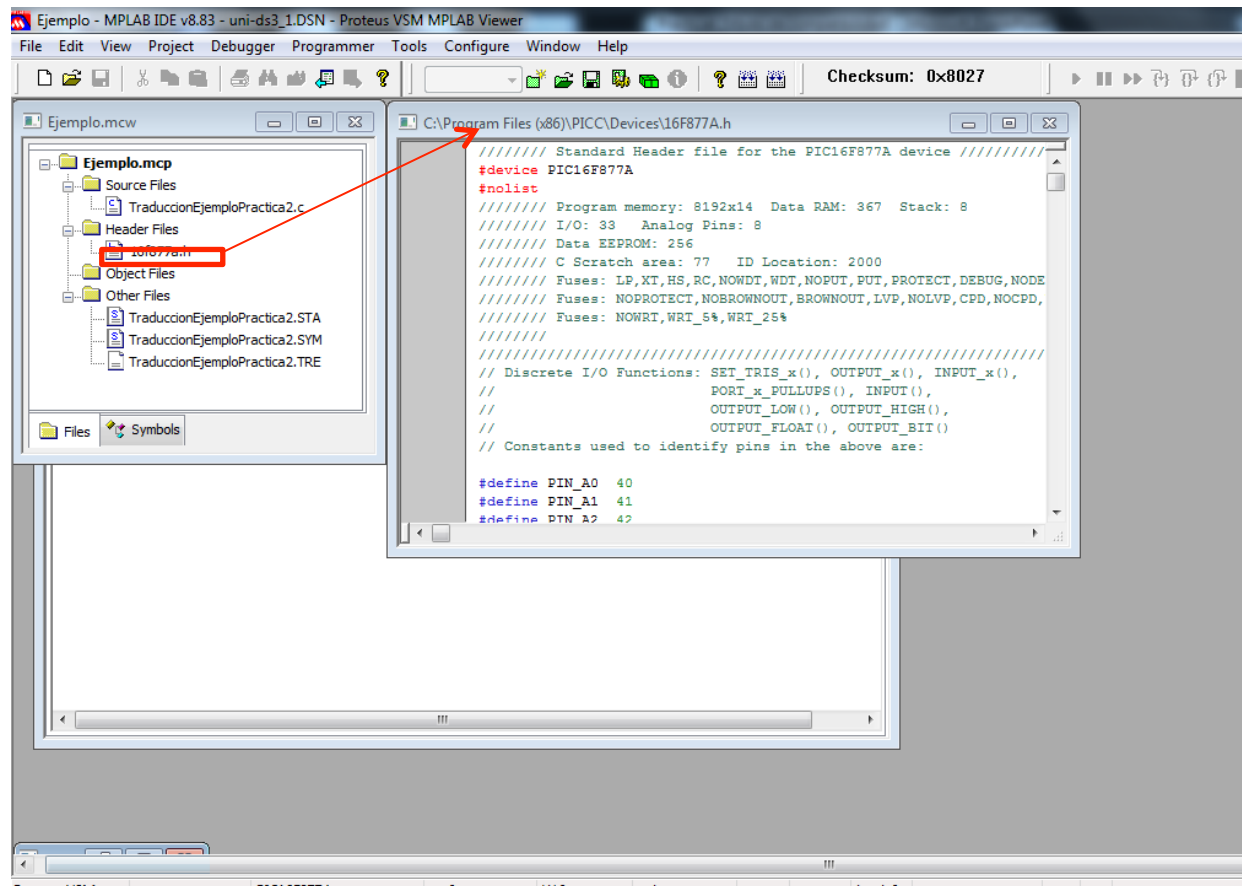 Ejemplo - MPLAB IDE v8.83 - uni-ds3_1.DSN - Proteus VSM MPLAB Viewer
File Edit View Project Debugger Programmer Tools Configure Window Help
Checksum: 0x8027
Ejemplo.mcw
Ejemplo.mcp
Source Files
TraduccionEjemploPractica2.c
Header Files
16f877a.h
Object Files
Other Files
TraduccionEjemploPractica2.STA
TraduccionEjemploPractica2.SYM
TraduccionEjemploPractica2.TRE
Files Symbols
C:\Program Files (x86)\PICC\Devices\16F877A.h
//////// Standard Header file for the PIC16F877A device //////////
#device PIC16F877A
#nolist
//////// Program memory: 8192x14 Data RAM: 367 Stack: 8
//////// I/O: 33 Analog Pins: 8
//////// Data EEPROM: 256
//////// C Scratch area: 77 ID Location: 2000
//////// Fuses: LP,XT,HS,RC,NOWDT,WDT,NOPUT,PUT,PROTECT,DEBUG,NODE
//////// Fuses: NOPROTECT,NOBROWNOUT,BROWNOUT,LVP,NOLVP,CPD,NOCPD,
//////// Fuses: NOWRT,WRT_5%,WRT_25%
////////
//////////////////////////////////////////////////////////////////
// Discrete I/O Functions: SET_TRIS_x(), OUTPUT_x(), INPUT_x(),
// PORT_x_PULLUPS(), INPUT(),
// OUTPUT_LOW(), OUTPUT_HIGH(),
// OUTPUT_FLOAT(), OUTPUT_BIT()
// Constants used to identify pins in the above are:
#define PIN_A0 40
#define PIN_A1 41
#define PIN_A2 42